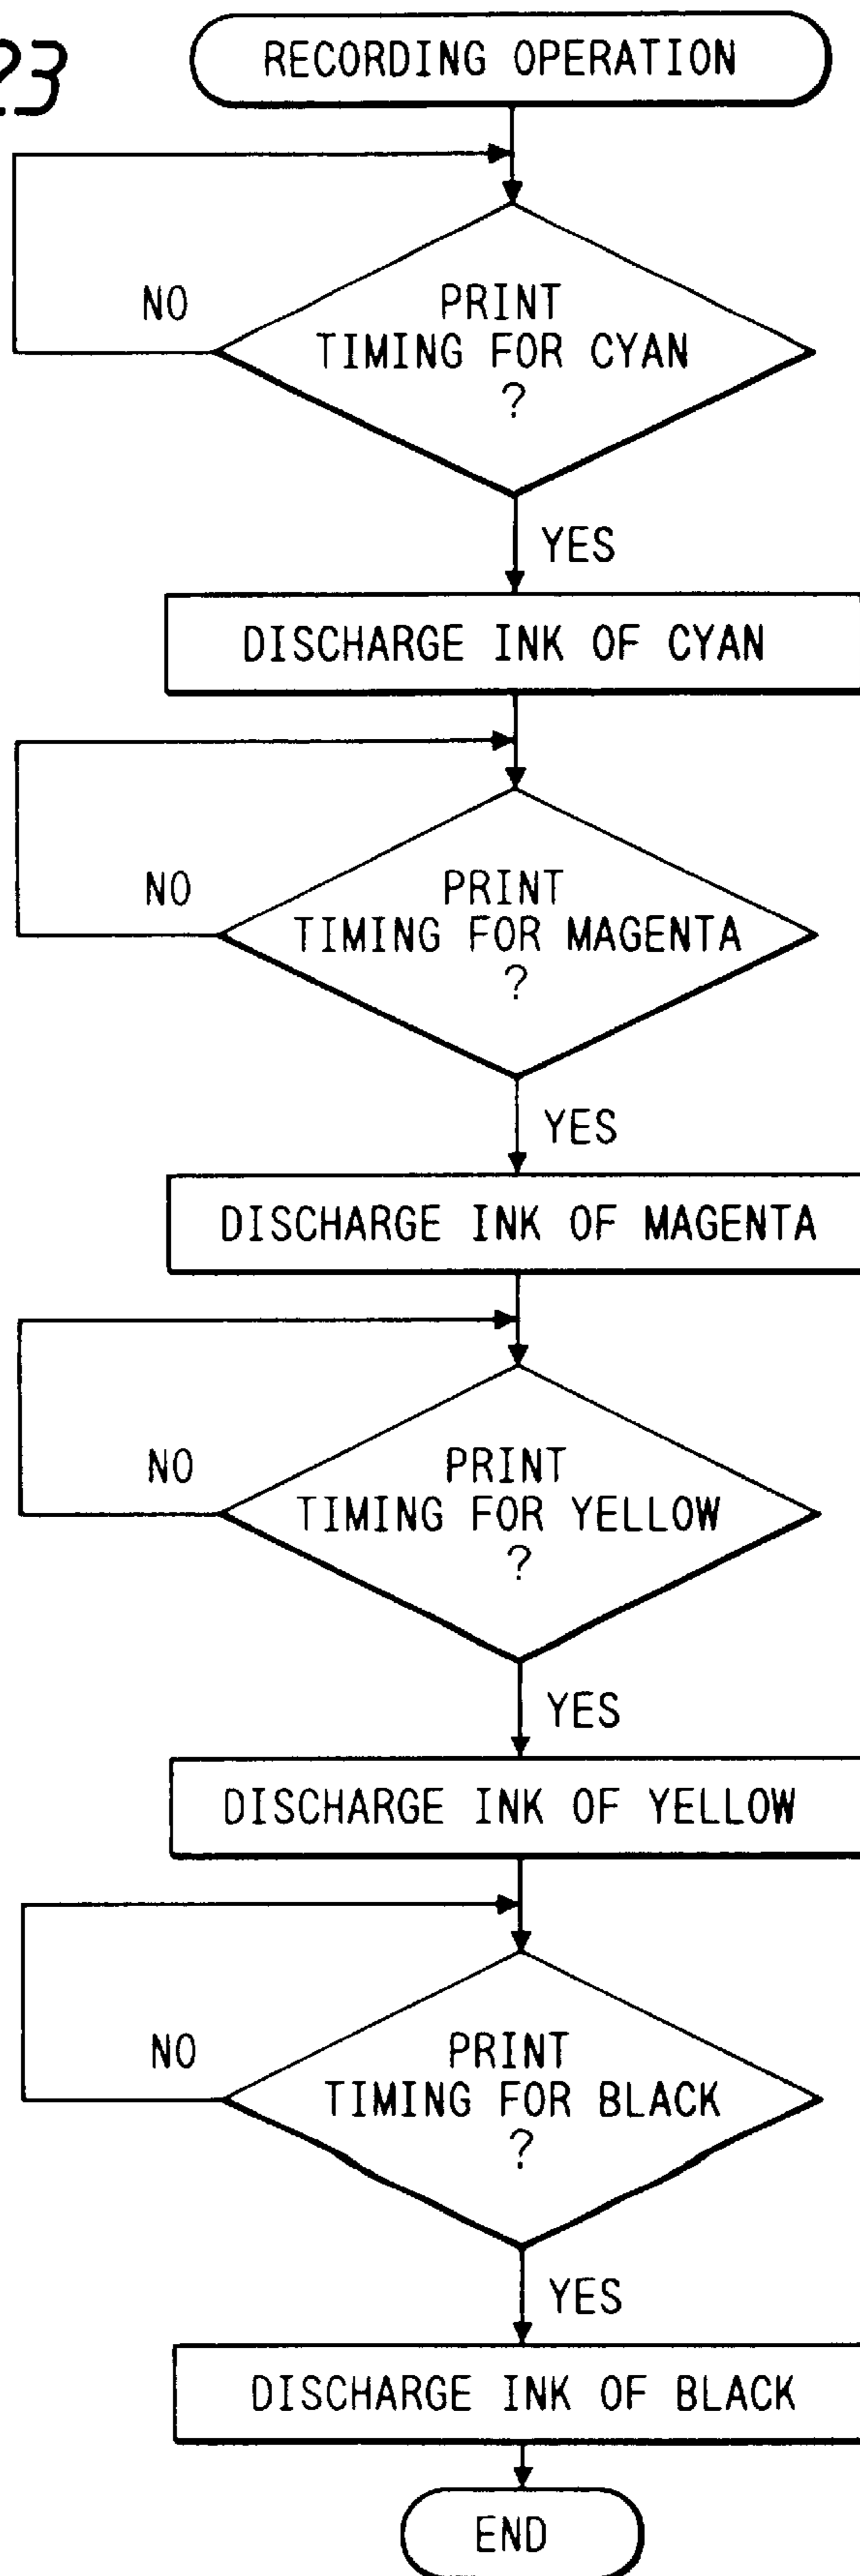 23
RECORDING OPERATION
PRINT
TIMING FOR CYAN
?
NO
YES
DISCHARGE INK OF CYAN
PRINT
TIMING FOR MAGENTA
?
NO
YES
DISCHARGE INK OF MAGENTA
PRINT
TIMING FOR YELLOW
?
NO
YES
DISCHARGE INK OF YELLOW
PRINT
TIMING FOR BLACK
?
NO
YES
DISCHARGE INK OF BLACK
END